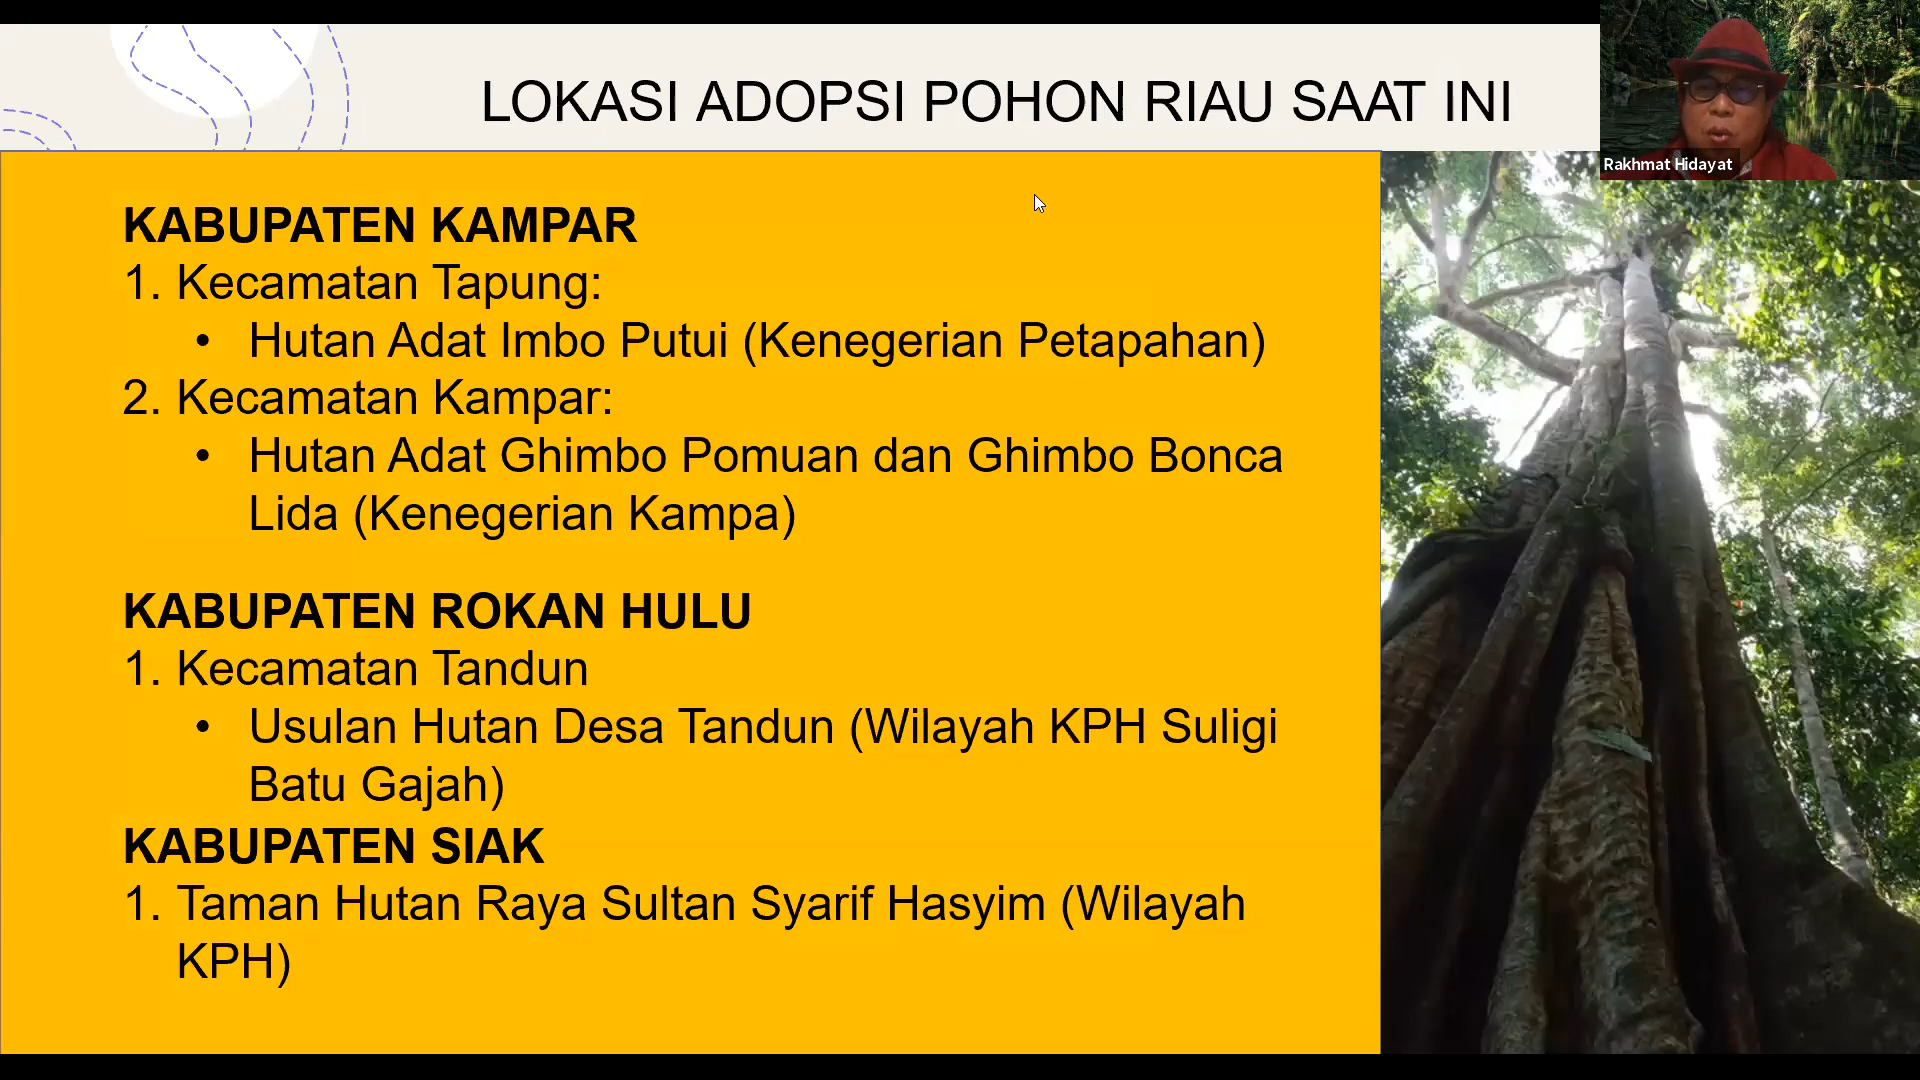 LOKASI ADOPSI POHON RIAU SAAT INI
Rakhmat Hidayat
KABUPATEN KAMPAR
1. Kecamatan Tapung:
• Hutan Adat Imbo Putui (Kenegerian Petapahan)
2. Kecamatan Kampar:
• Hutan Adat Ghimbo Pomuan dan Ghimbo Bonca
Lida (Kenegerian Kampa)
KABUPATEN ROKAN HULU
1. Kecamatan Tandun
• Usulan Hutan Desa Tandun (Wilayah KPH Suligi
Batu Gajah)
KABUPATEN SIAK
1. Taman Hutan Raya Sultan Syarif Hasyim (Wilayah
KPH)